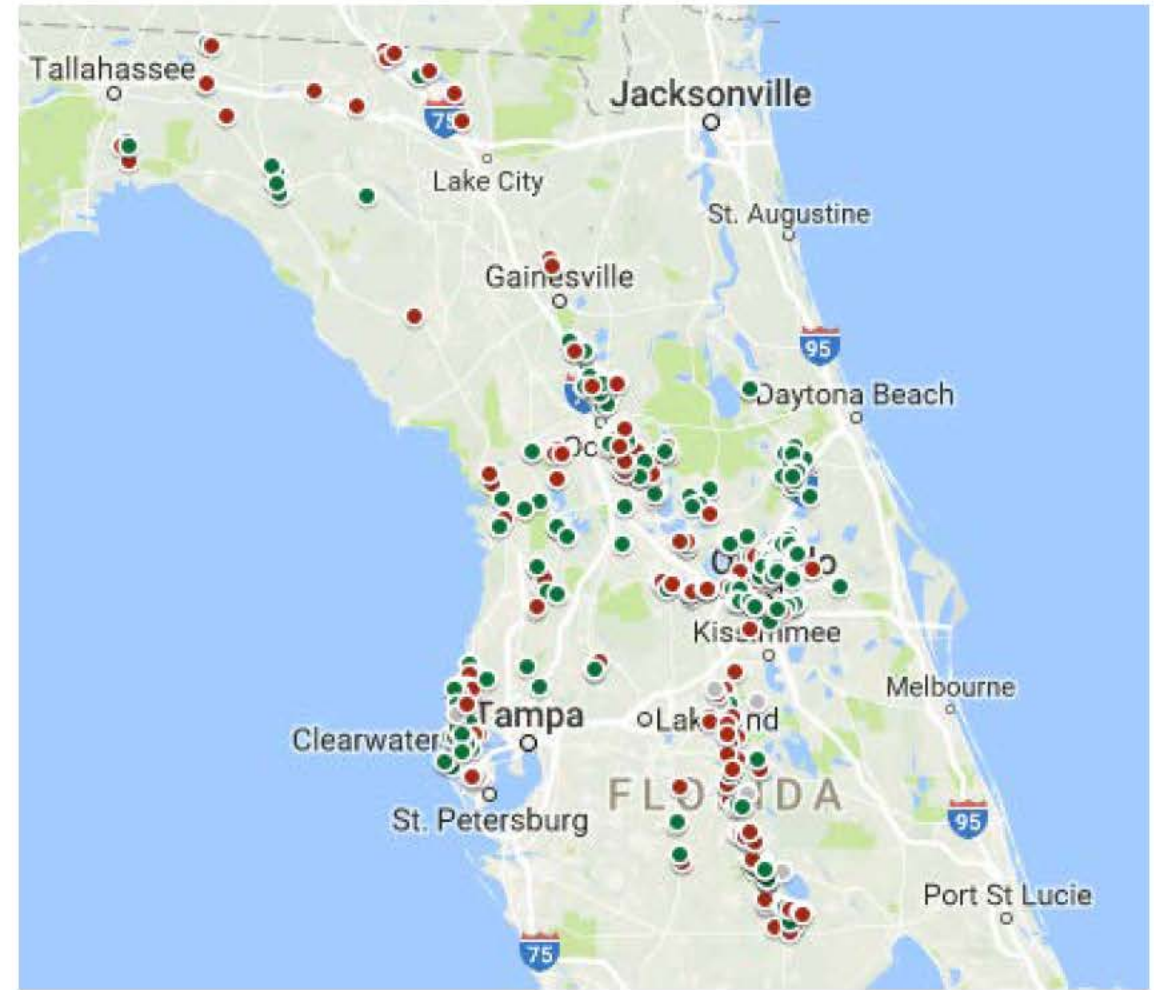 Tallahassee
Jacksonville
75
Lake City
St. Augustine
Gainesville
95
Daytona Beach
Kissimmee
Melbourne
Tampa
Clearwater
St. Petersburg
95
Port St Lucie
75